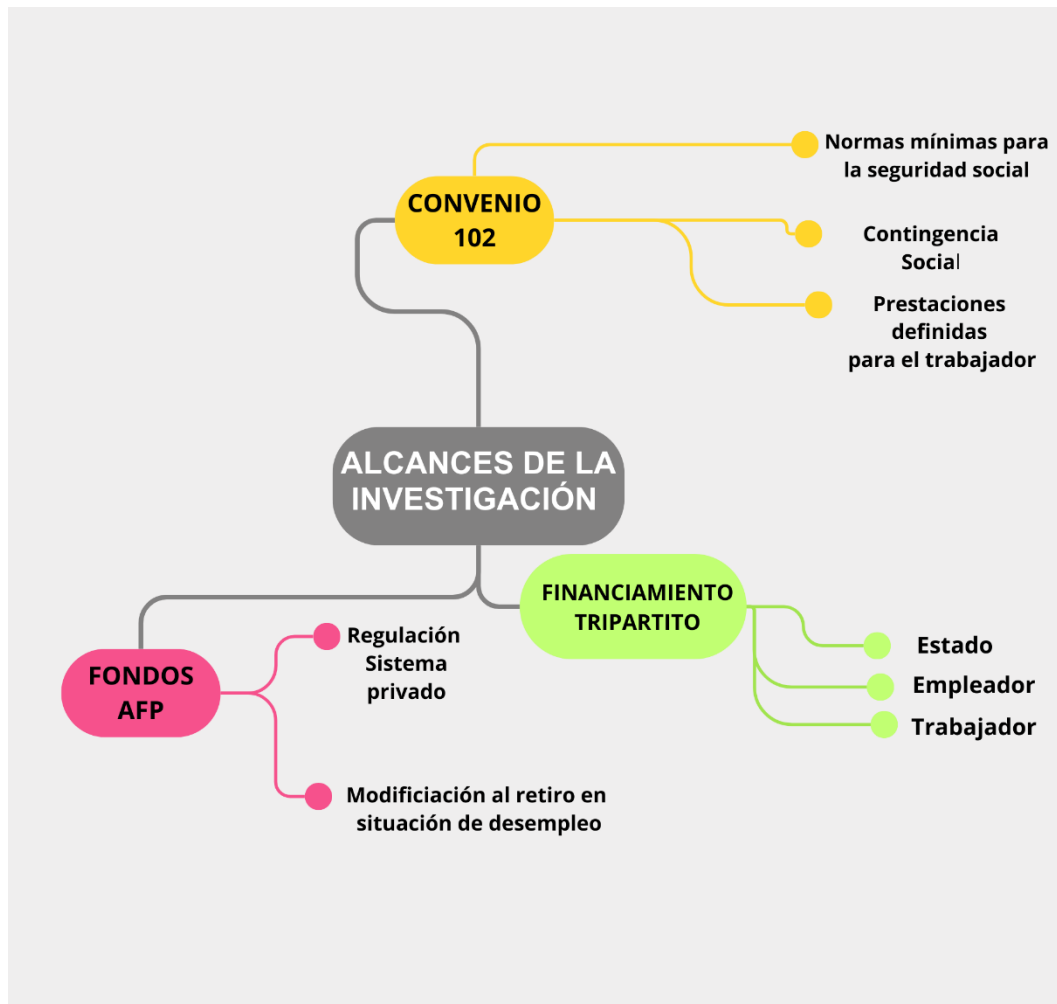 Normas mínimas para
la seguridad social
CONVENIO
102
Contingencia
Social
Prestaciones
definidas
para el trabajador
ALCANCES DE LA
INVESTIGACIÓN
FINANCIAMIENTO
TRIPARTITO
Estado
Empleador
Trabajador
FONDOS
AFP
Regulación
Sistema
privado
Modificiación al retiro en
situación de desempleo